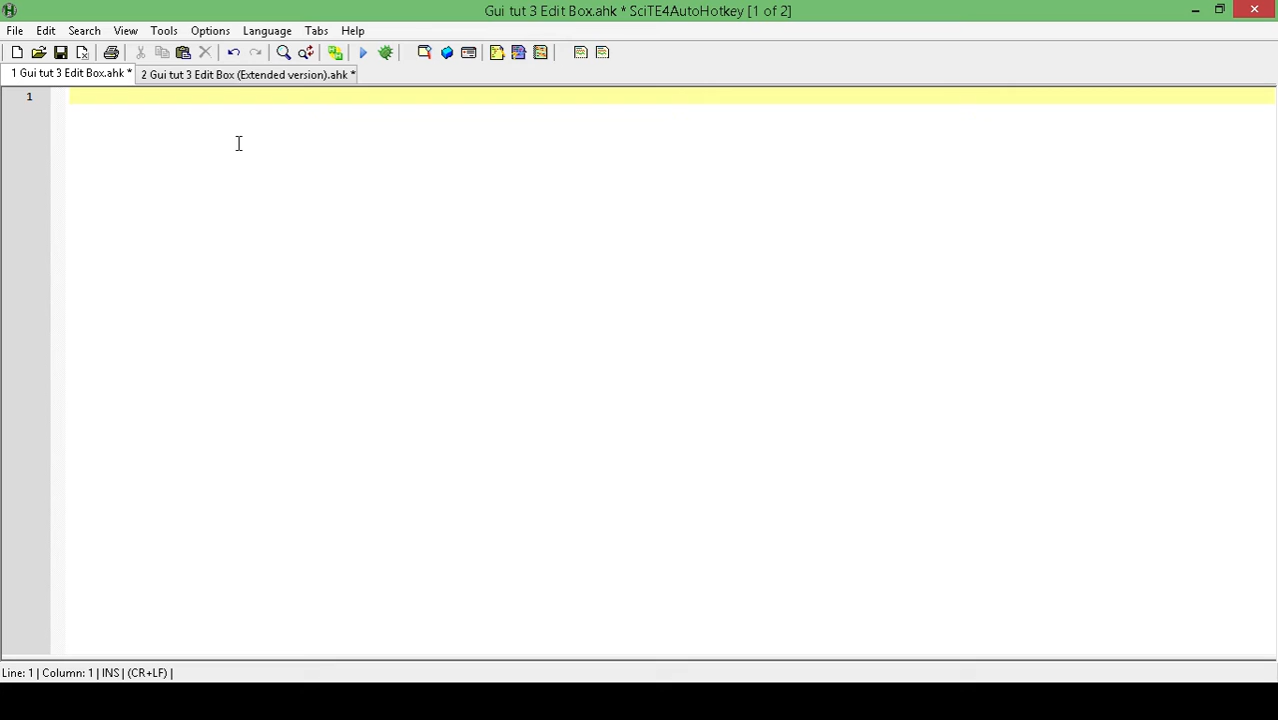 Gui tut 3 Edit Box.ahk * SciTE4AutoHotkey [1 of 2]
File Edit Search View Tools Options Language Tabs Help
1 Gui tut 3 Edit Box.ahk * 2 Gui tut 3 Edit Box (Extended version).ahk *
1
Line: 1 | Column: 1 | INS | (CR+LF) |